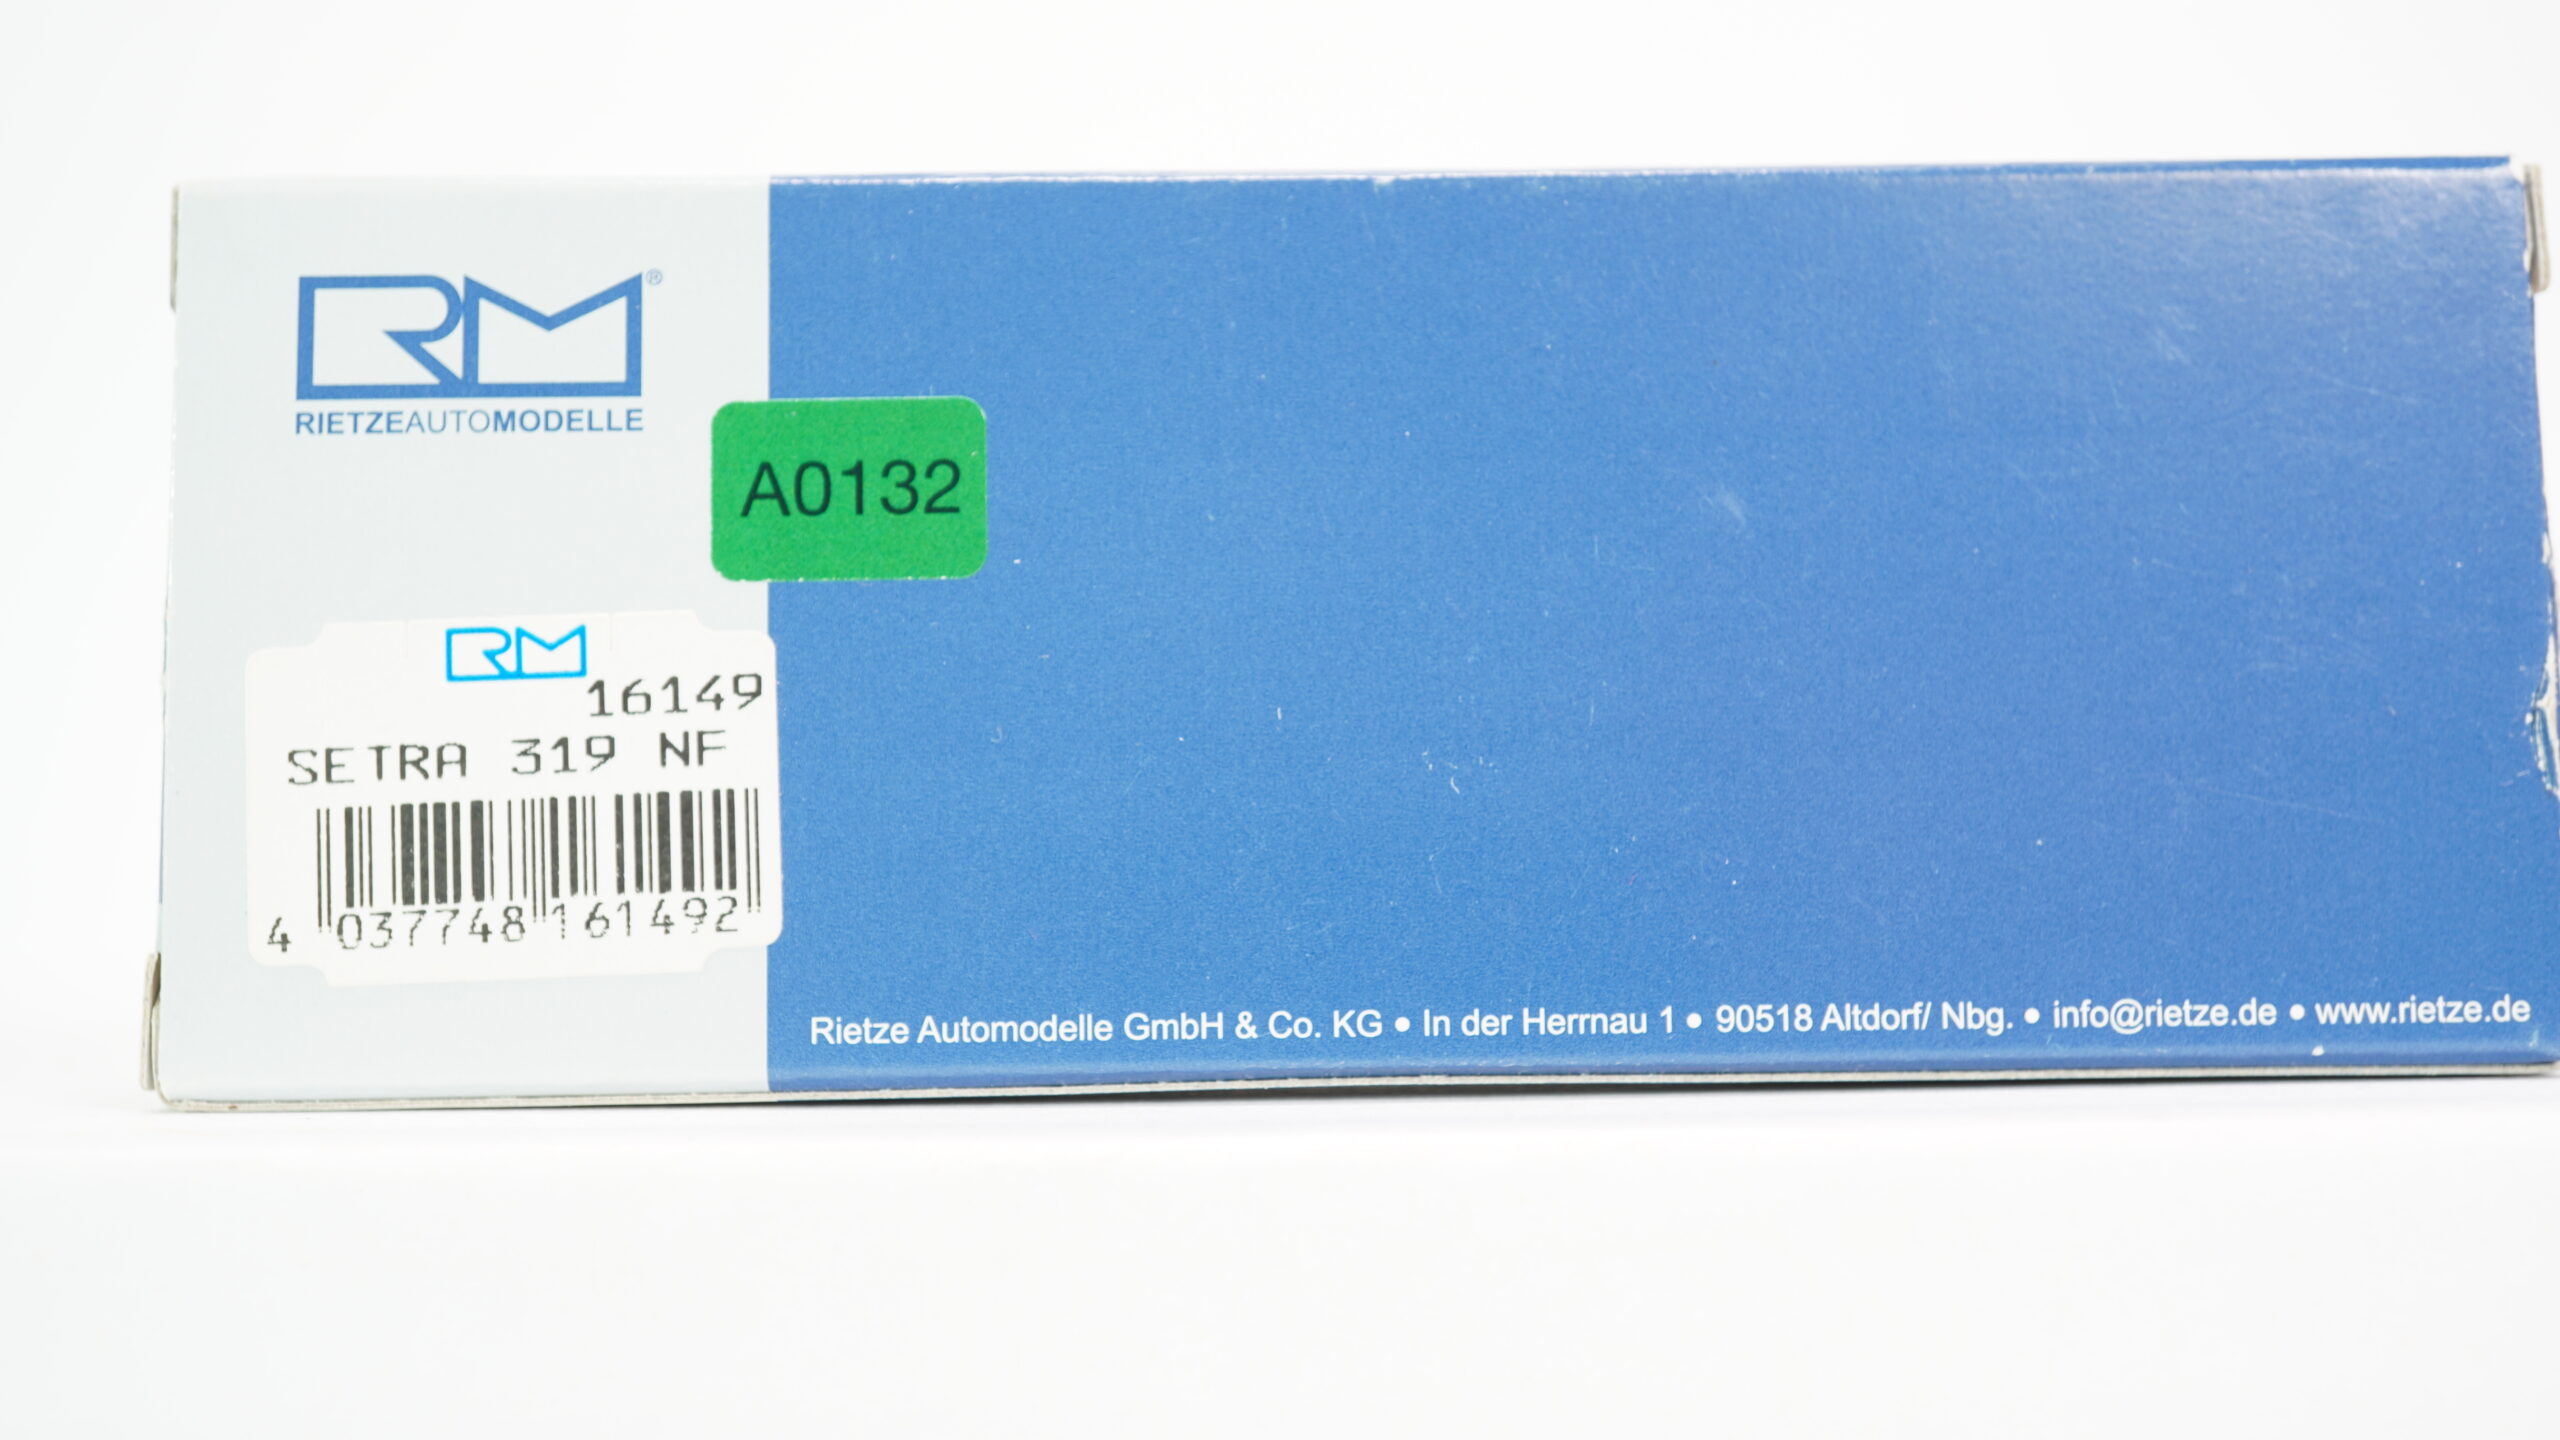 RM®
RIETZEAUTOMODELLE
A0132
RM
16149
SETRA 319 NF
4 037748 161492
Rietze Automodelle GmbH & Co. KG • In der Herrnau 1 • 90518 Altdorf/ Nbg. • info@rietze.de • www.rietze.de